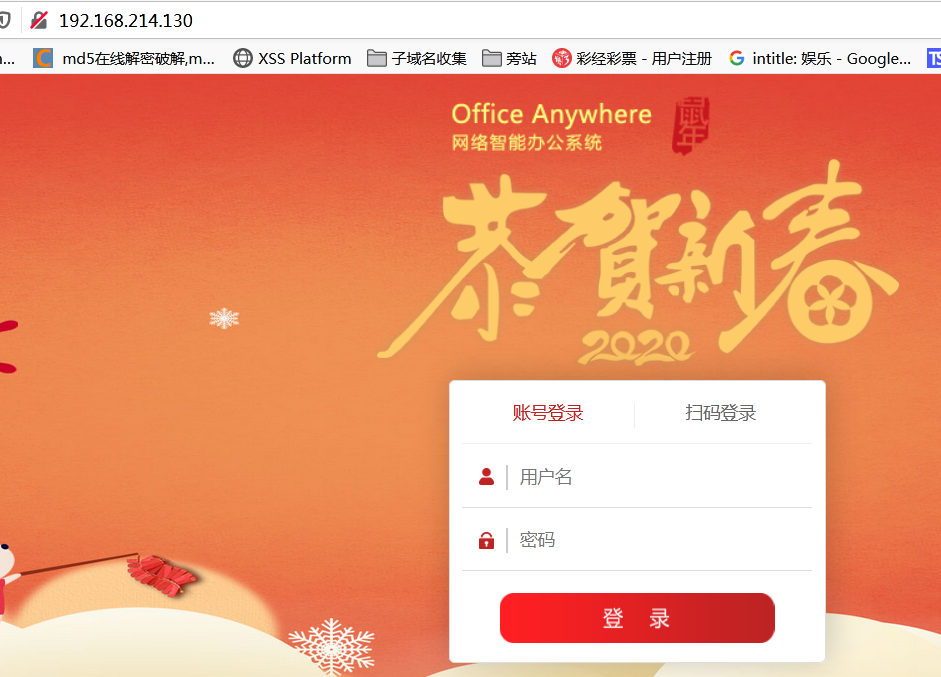 192.168.214.130
... md5在线解密破解,m... XSS Platform 子域名收集 旁站 彩经彩票 - 用户注册 intitle: 娱乐 - Google...
Office Anywhere
网络智能办公系统
恭贺新春
2020
账号登录 扫码登录
用户名
密码
登 录